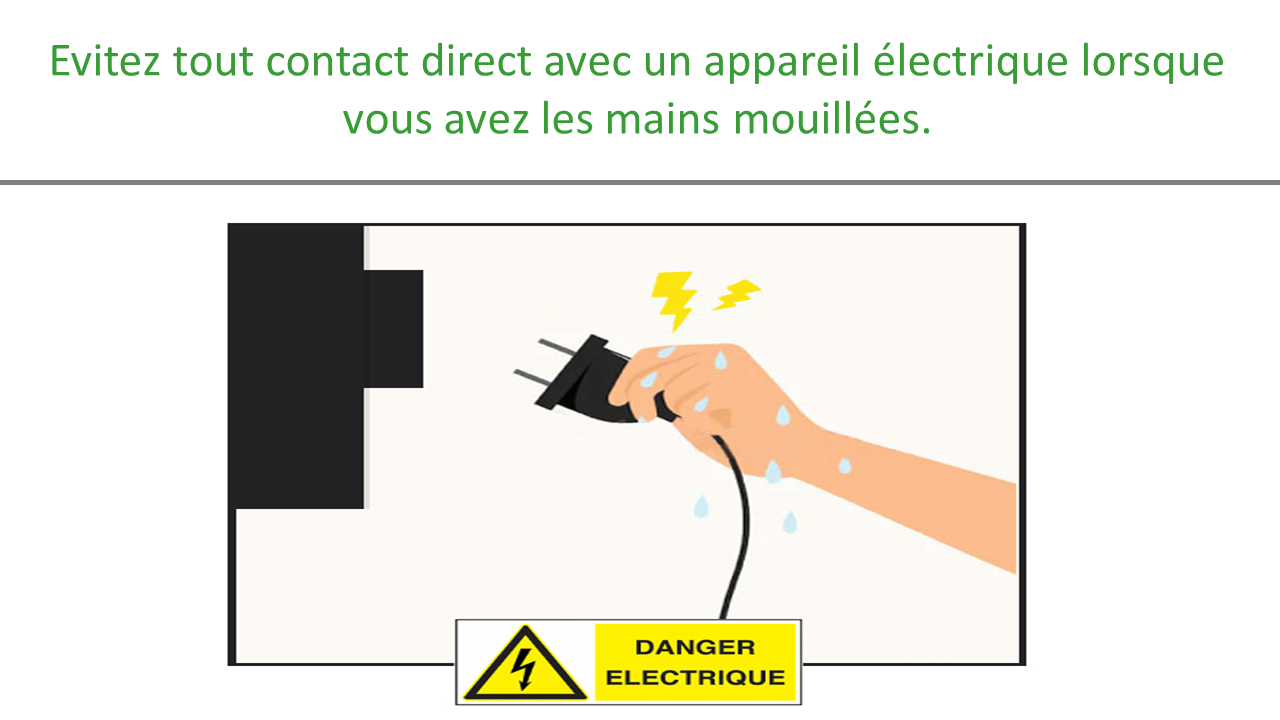 Evitez tout contact direct avec un appareil électrique lorsque
vous avez les mains mouillées.
DANGER
ELECTRIQUE